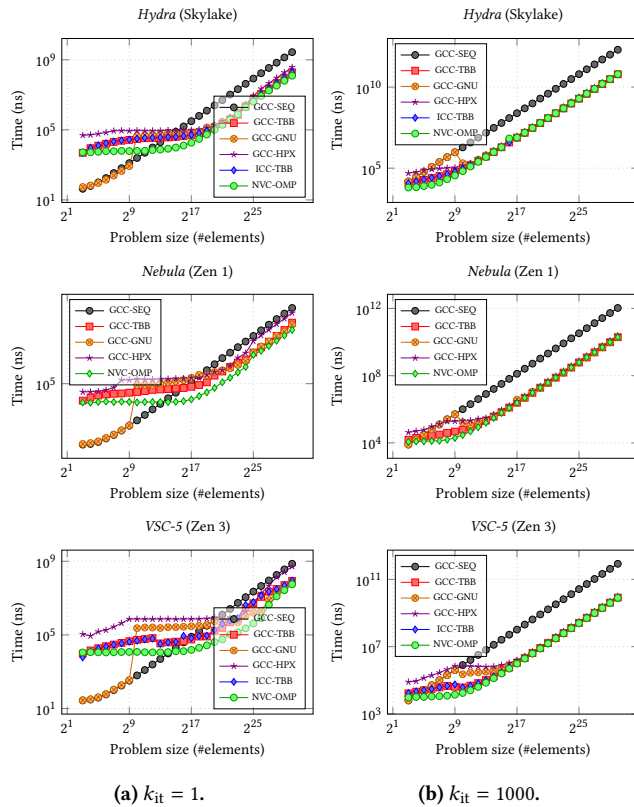 Hydra (Skylake)
Time (ns)
10^9
10^5
10^1
GCC-SEQ
GCC-TBB
GCC-GNU
GCC-HPX
ICC-TBB
NVC-OMP
2^1
2^9
2^17
2^25
Problem size (#elements)
Hydra (Skylake)
Time (ns)
10^10
10^5
GCC-SEQ
GCC-TBB
GCC-GNU
GCC-HPX
ICC-TBB
NVC-OMP
2^1
2^9
2^17
2^25
Problem size (#elements)
Nebula (Zen 1)
Time (ns)
10^5
GCC-SEQ
GCC-TBB
GCC-GNU
GCC-HPX
NVC-OMP
2^1
2^9
2^17
2^25
Problem size (#elements)
Nebula (Zen 1)
Time (ns)
10^12
10^8
10^4
GCC-SEQ
GCC-TBB
GCC-GNU
GCC-HPX
NVC-OMP
2^1
2^9
2^17
2^25
Problem size (#elements)
VSC-5 (Zen 3)
Time (ns)
10^9
10^5
10^1
GCC-SEQ
GCC-TBB
GCC-GNU
GCC-HPX
ICC-TBB
NVC-OMP
2^1
2^9
2^17
2^25
Problem size (#elements)
VSC-5 (Zen 3)
Time (ns)
10^11
10^7
10^3
GCC-SEQ
GCC-TBB
GCC-GNU
GCC-HPX
ICC-TBB
NVC-OMP
2^1
2^9
2^17
2^25
Problem size (#elements)
(a) k_it = 1.
(b) k_it = 1000.